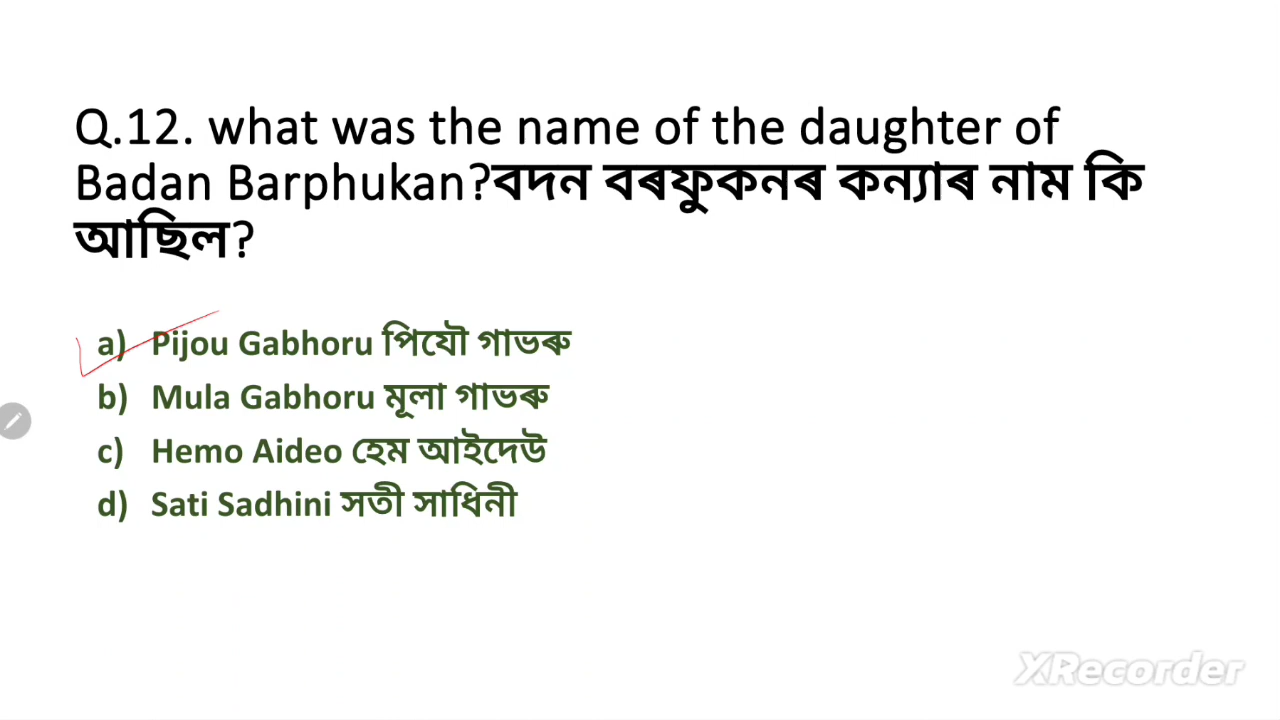 Q.12. what was the name of the daughter of
Badan Barphukan?বদন বৰফুকনৰ কন্যাৰ নাম কি
আছিল?
a) Pijou Gabhoru পিযৌ গাভৰু
b) Mula Gabhoru মূলা গাভৰু
c) Hemo Aideo হেম আইদেউ
d) Sati Sadhini সতী সাধিনী
XRecorder